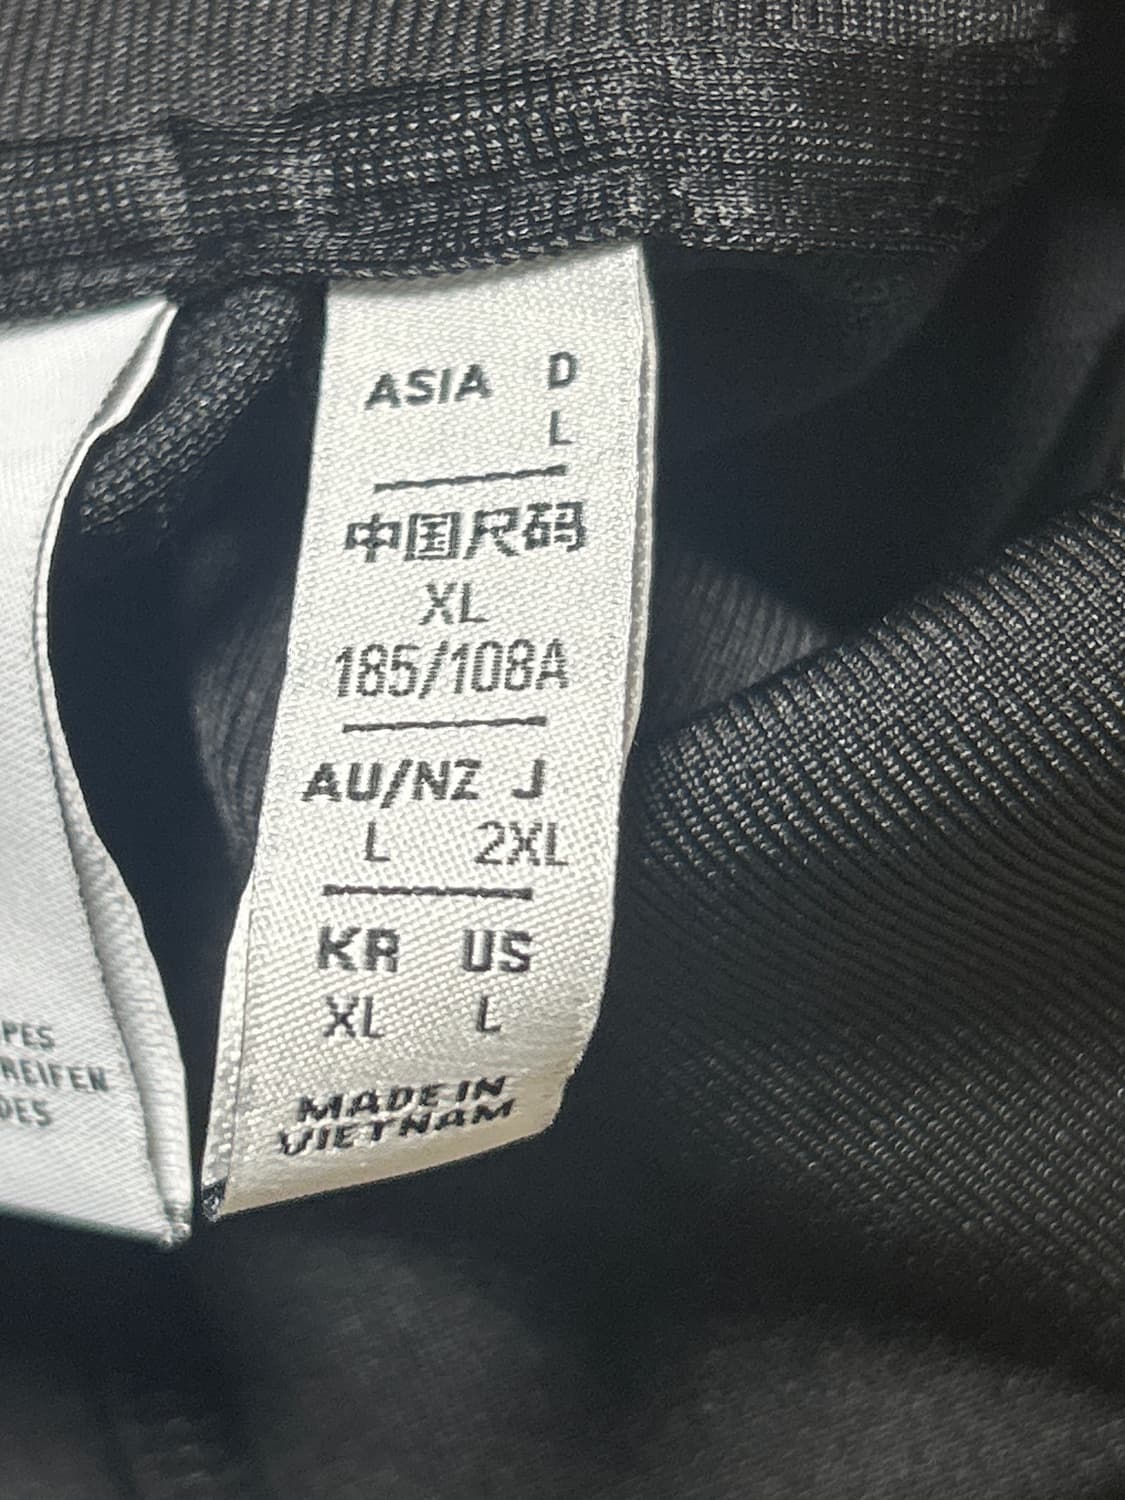 ASIA D
L
中国尺码
XL
185/108A
AU/NZ J
L 2XL
KR US
XL L
MADE IN
VIETNAM
PES
REIFEN
DES